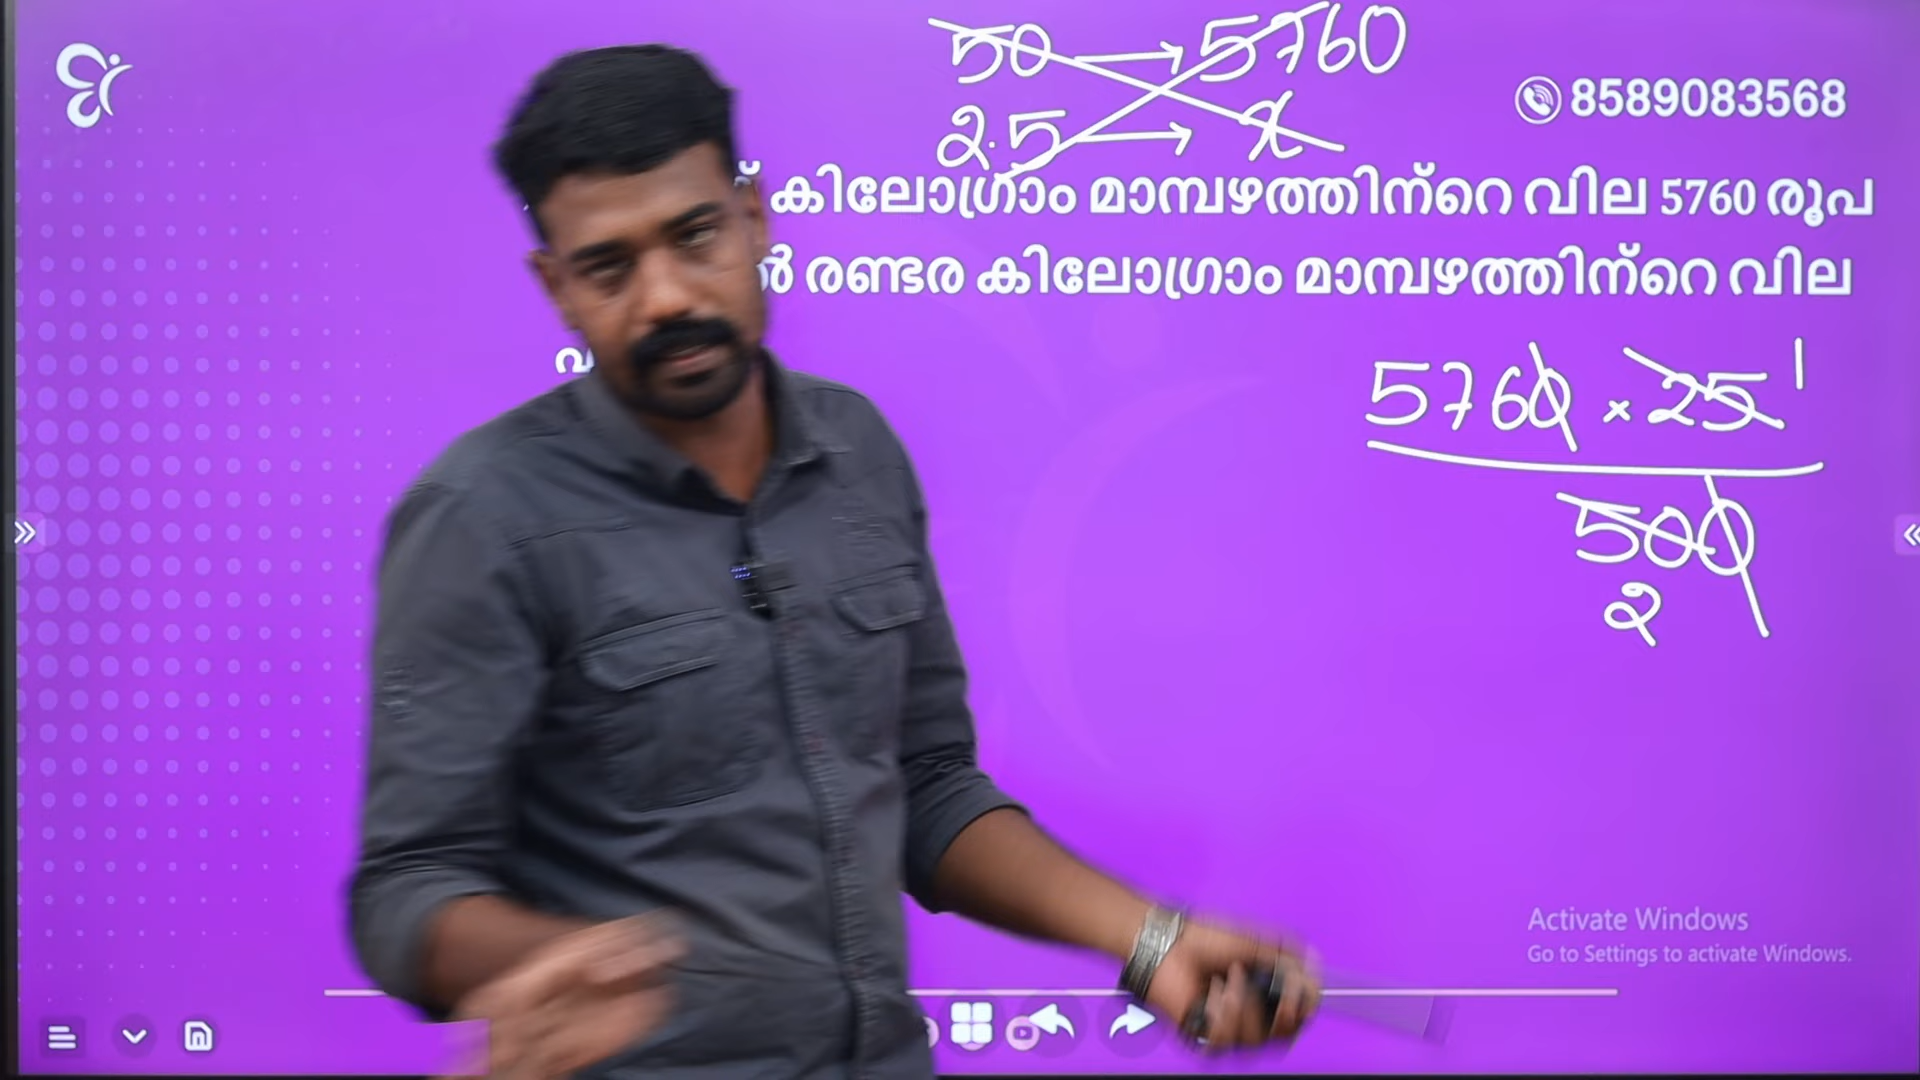 50 → 5760
2.5 → x
8589083568
കിലോഗ്രാം മാമ്പഴത്തിന്റെ വില 5760 രൂപ
രണ്ടര കിലോഗ്രാം മാമ്പഴത്തിന്റെ വില
5760 × 25 1
500
2
Activate Windows
Go to Settings to activate Windows.